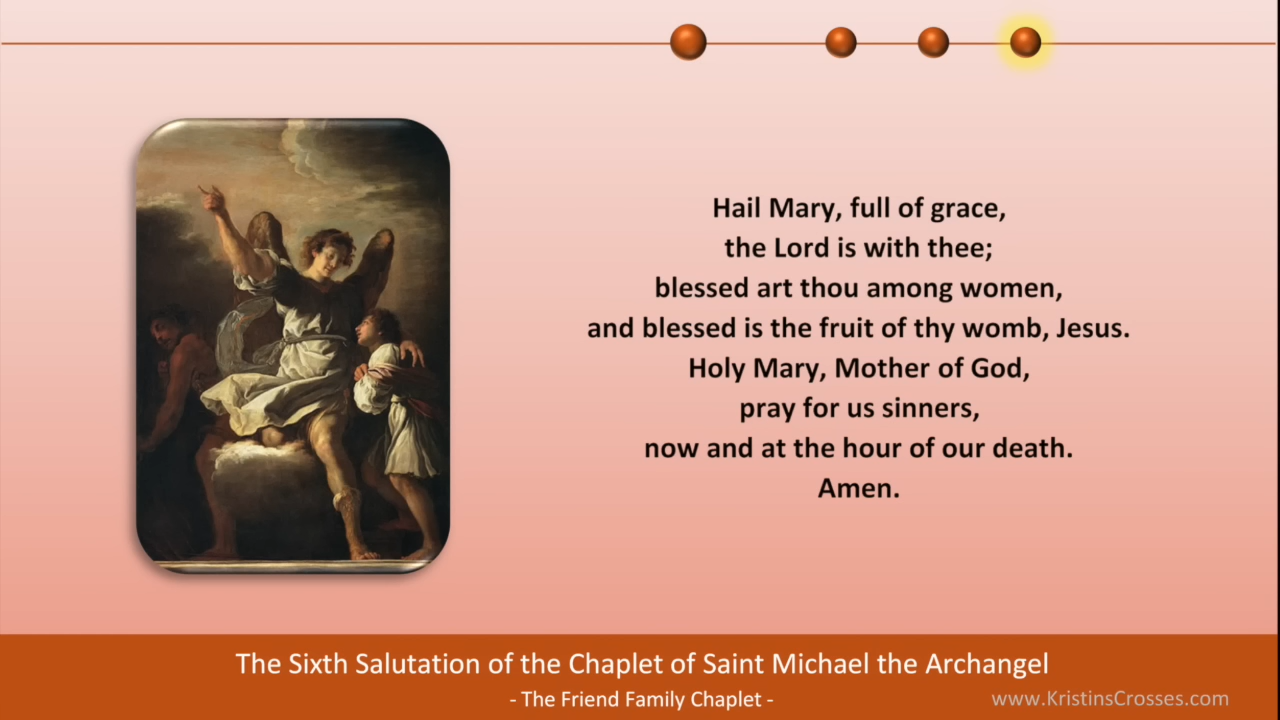 Hail Mary, full of grace,
the Lord is with thee;
blessed art thou among women,
and blessed is the fruit of thy womb, Jesus.
Holy Mary, Mother of God,
pray for us sinners,
now and at the hour of our death.
Amen.
The Sixth Salutation of the Chaplet of Saint Michael the Archangel
- The Friend Family Chaplet -
www.KristinsCrosses.com